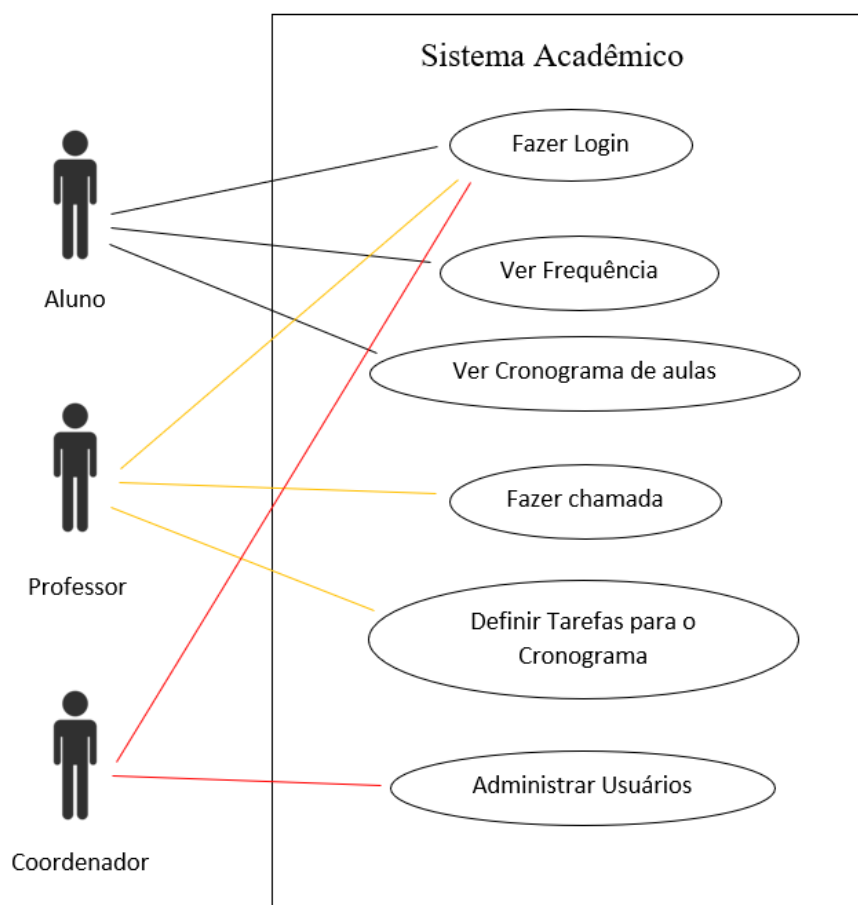 Sistema Acadêmico
Fazer Login
Ver Frequência
Aluno
Ver Cronograma de aulas
Fazer chamada
Professor
Definir Tarefas para o
Cronograma
Administrar Usuários
Coordenador